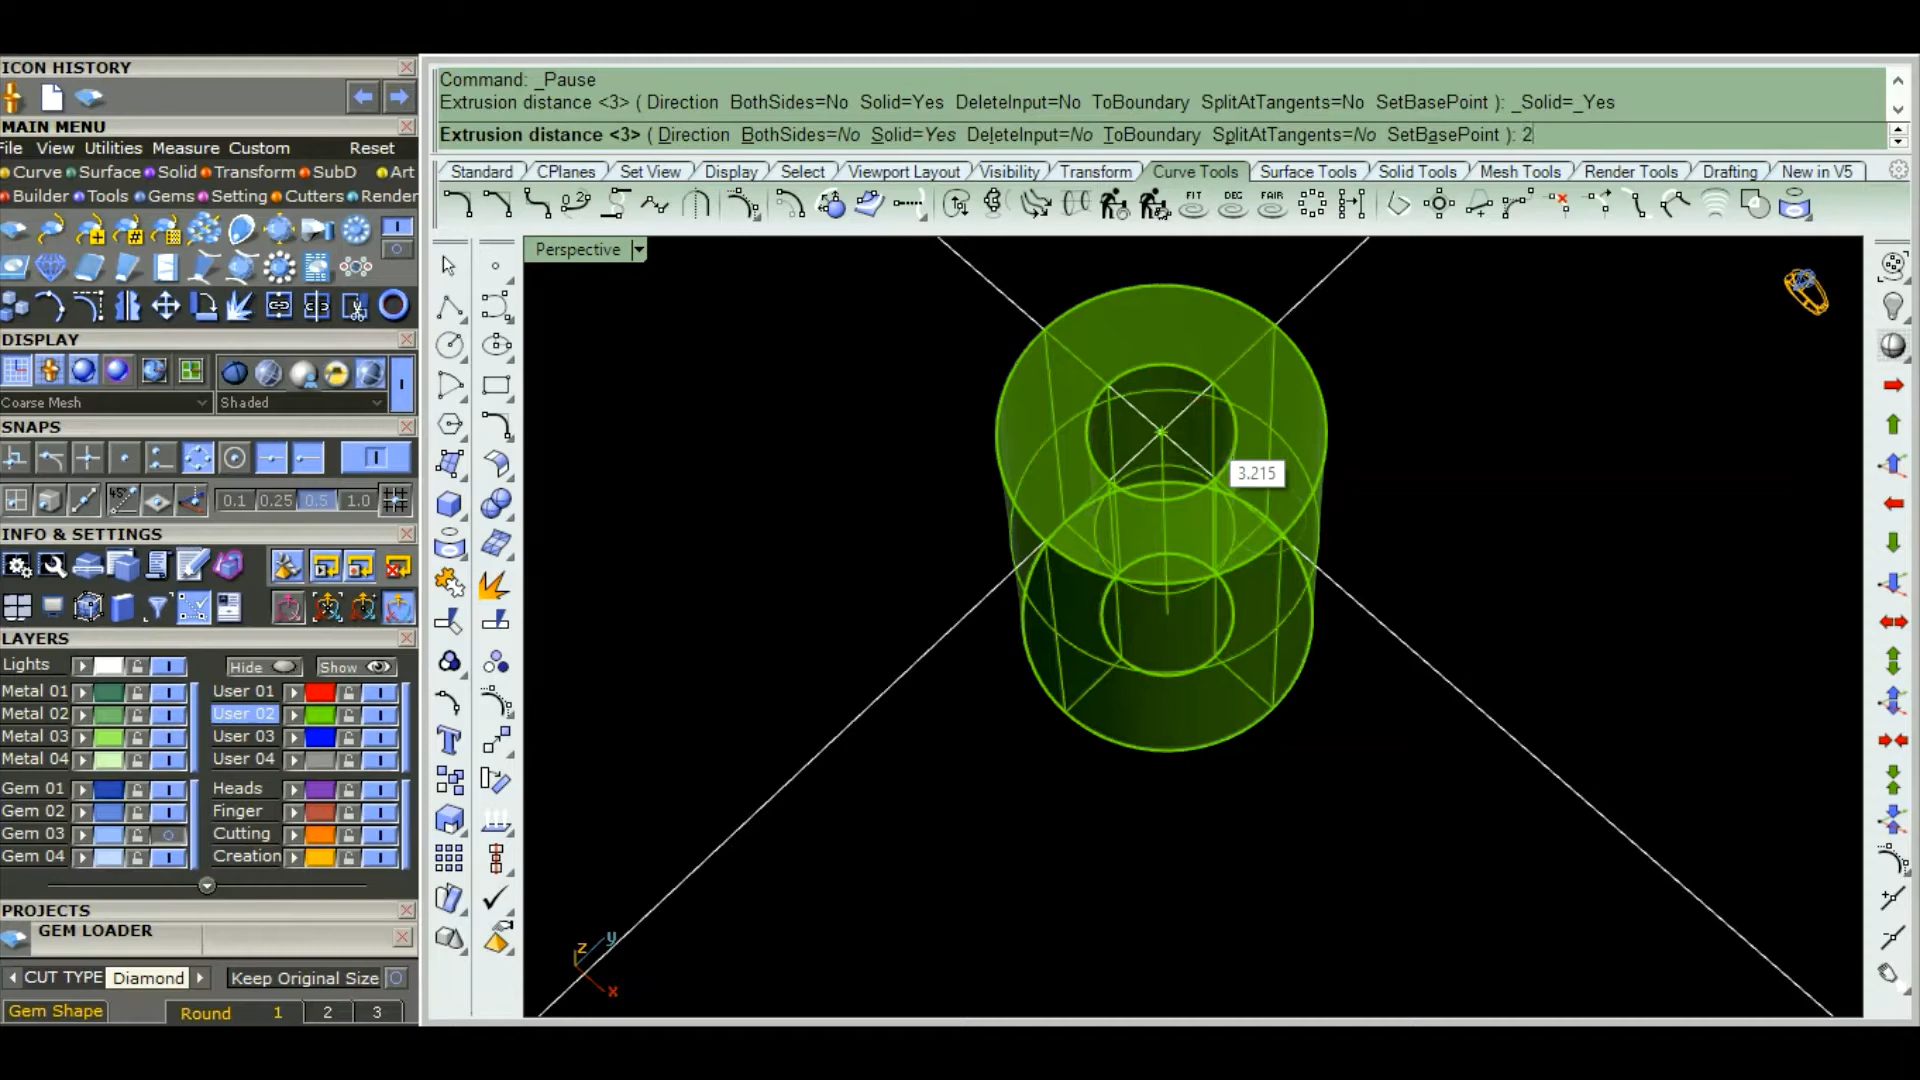 ICON HISTORY
MAIN MENU
File View Utilities Measure Custom Reset
Curve Surface Solid Transform SubD Art
Builder Tools Gems Setting Cutters Render
DISPLAY
Coarse Mesh Shaded
SNAPS
45°
0.1 0.25 0.5 1.0
INFO & SETTINGS
LAYERS
Lights Hide Show
Metal 01 User 01
Metal 02 User 02
Metal 03 User 03
Metal 04 User 04
Gem 01 Heads
Gem 02 Finger
Gem 03 Cutting
Gem 04 Creation
PROJECTS
GEM LOADER
CUT TYPE Diamond Keep Original Size
Gem Shape Round 1 2 3
Command: _Pause
Extrusion distance <3> ( Direction BothSides=No Solid=Yes DeleteInput=No ToBoundary SplitAtTangents=No SetBasePoint ): _Solid=_Yes
Extrusion distance <3> ( Direction BothSides=No Solid=Yes DeleteInput=No ToBoundary SplitAtTangents=No SetBasePoint ): 2
Standard CPlanes Set View Display Select Viewport Layout Visibility Transform Curve Tools Surface Tools Solid Tools Mesh Tools Render Tools Drafting New in V5
FIT DEG FAIR
Perspective
3.215
z y
x